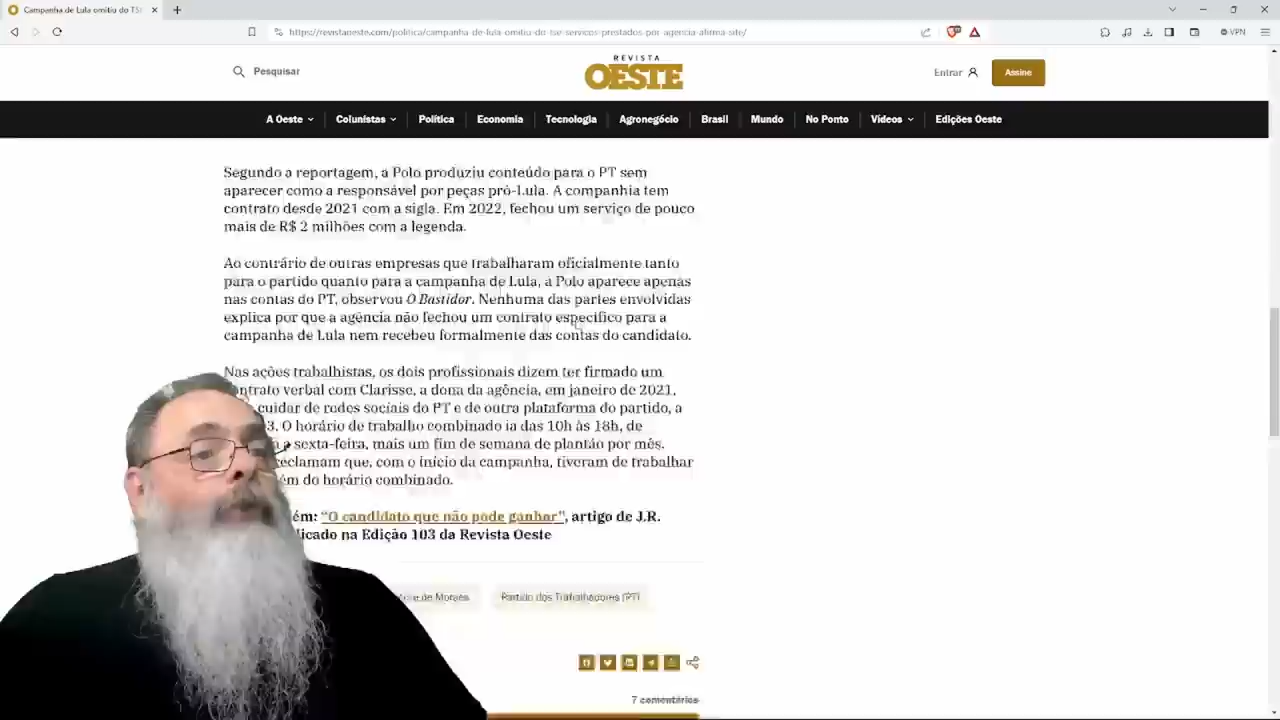 Campanha de Lula omitiu do TS
https://revistaoeste.com/politica/campanha-de-lula-omitiu-do-tse-servicos-prestados-por-agencia-afirma-site/
VPN
Pesquisar
REVISTA
OESTE
Entrar
Assine
A Oeste
Colunistas
Política
Economia
Tecnologia
Agronegócio
Brasil
Mundo
No Ponto
Vídeos
Edições Oeste
Segundo a reportagem, a Polo produziu conteúdo para o PT sem
aparecer como a responsável por peças pró-Lula. A companhia tem
contrato desde 2021 com a sigla. Em 2022, fechou um serviço de pouco
mais de R$ 2 milhões com a legenda.
Ao contrário de outras empresas que trabalharam oficialmente tanto
para o partido quanto para a campanha de Lula, a Polo aparece apenas
nas contas do PT, observou O Bastidor. Nenhuma das partes envolvidas
explica por que a agência não fechou um contrato específico para a
campanha de Lula nem recebeu formalmente das contas do candidato.
Nas ações trabalhistas, os dois profissionais dizem ter firmado um
contrato verbal com Clarisse, a dona da agência, em janeiro de 2021,
cuidar de redes sociais do PT e de outra plataforma do partido, a
3. O horário de trabalho combinado ia das 10h às 18h, de
a sexta-feira, mais um fim de semana de plantão por mês.
reclamam que, com o início da campanha, tiveram de trabalhar
ém do horário combinado.
ém: “O candidato que não pode ganhar”, artigo de J.R.
licado na Edição 103 da Revista Oeste
de Moraes
Partido dos Trabalhadores (PT)
7 comentários